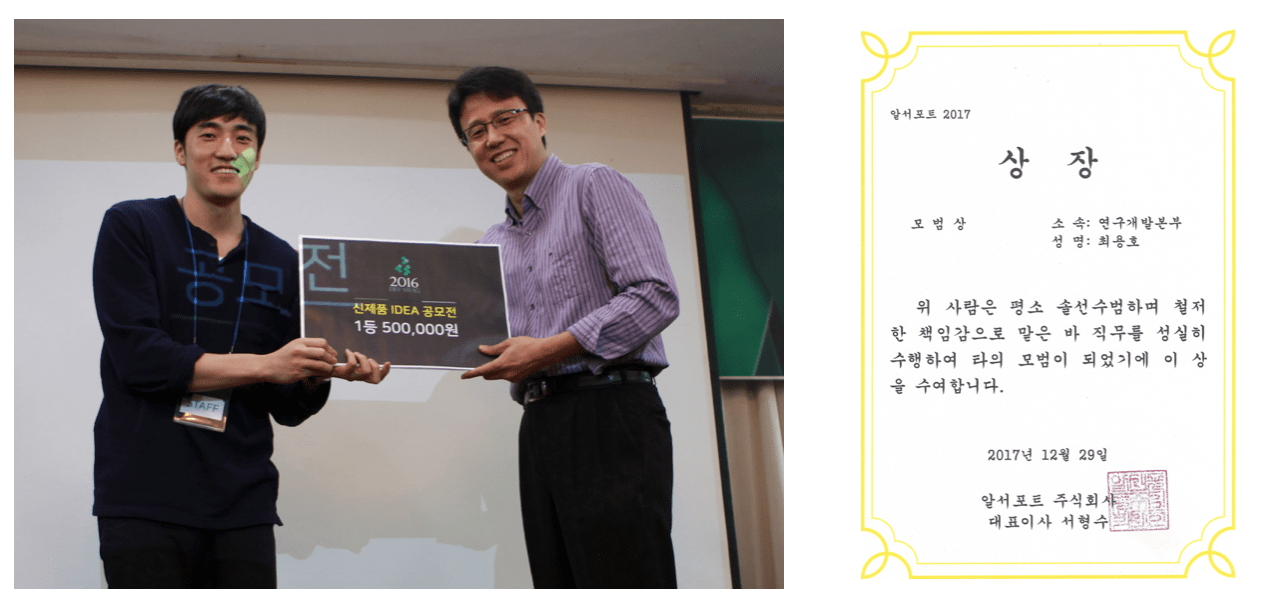 공모전
2016
신제품 IDEA 공모전
1등 500,000원
STAFF
알서포트 2017
상 장
모 범 상
소 속: 연구개발본부
성 명: 최용호
위 사람은 평소 솔선수범하며 철저
한 책임감으로 맡은 바 직무를 성실히
수행하여 타의 모범이 되었기에 이 상
을 수여합니다.
2017년 12월 29일
알서포트 주식회사
대표이사 서형수